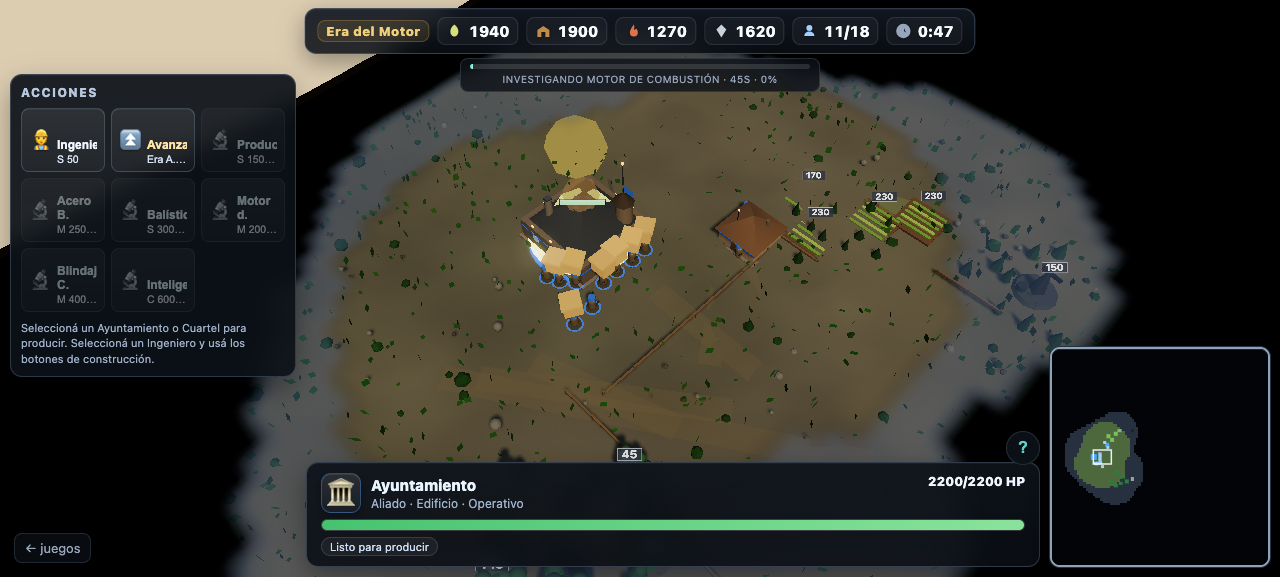 Era del Motor
1940
1900
1270
1620
11/18
0:47
INVESTIGANDO MOTOR DE COMBUSTIÓN · 45S · 0%
ACCIONES
Ingenie
S 50
Avanza
Era A....
Produc
S 150...
Acero B.
M 250...
Balístic
S 300...
Motor d.
M 200...
Blindaj C.
M 400...
Intelige
C 600...
Seleccioná un Ayuntamiento o Cuartel para
producir. Seleccioná un Ingeniero y usá los
botones de construcción.
170
230
230
230
150
45
?
Ayuntamiento
2200/2200 HP
Aliado · Edificio · Operativo
Listo para producir
← juegos